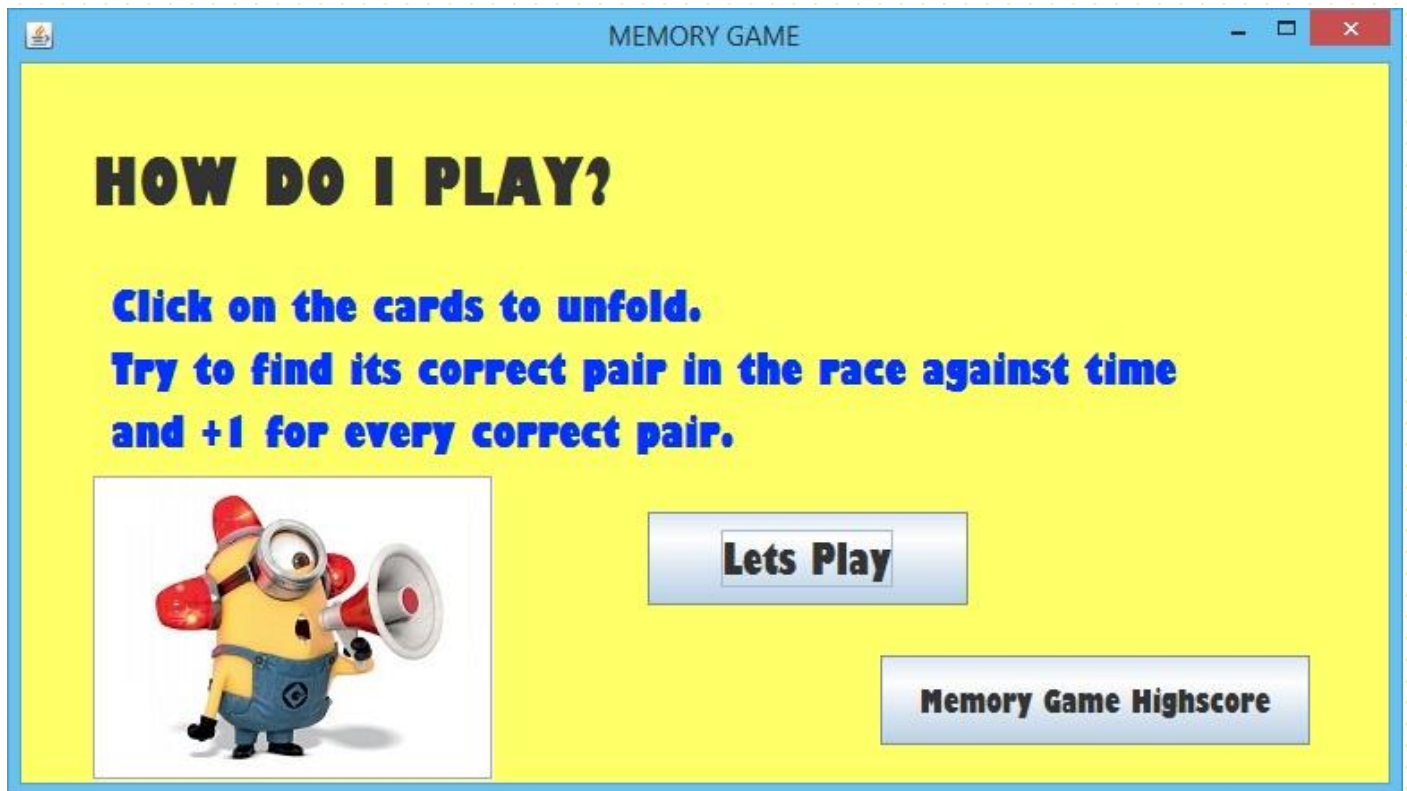 MEMORY GAME
HOW DO I PLAY?
Click on the cards to unfold.
Try to find its correct pair in the race against time
and +1 for every correct pair.
Lets Play
Memory Game Highscore